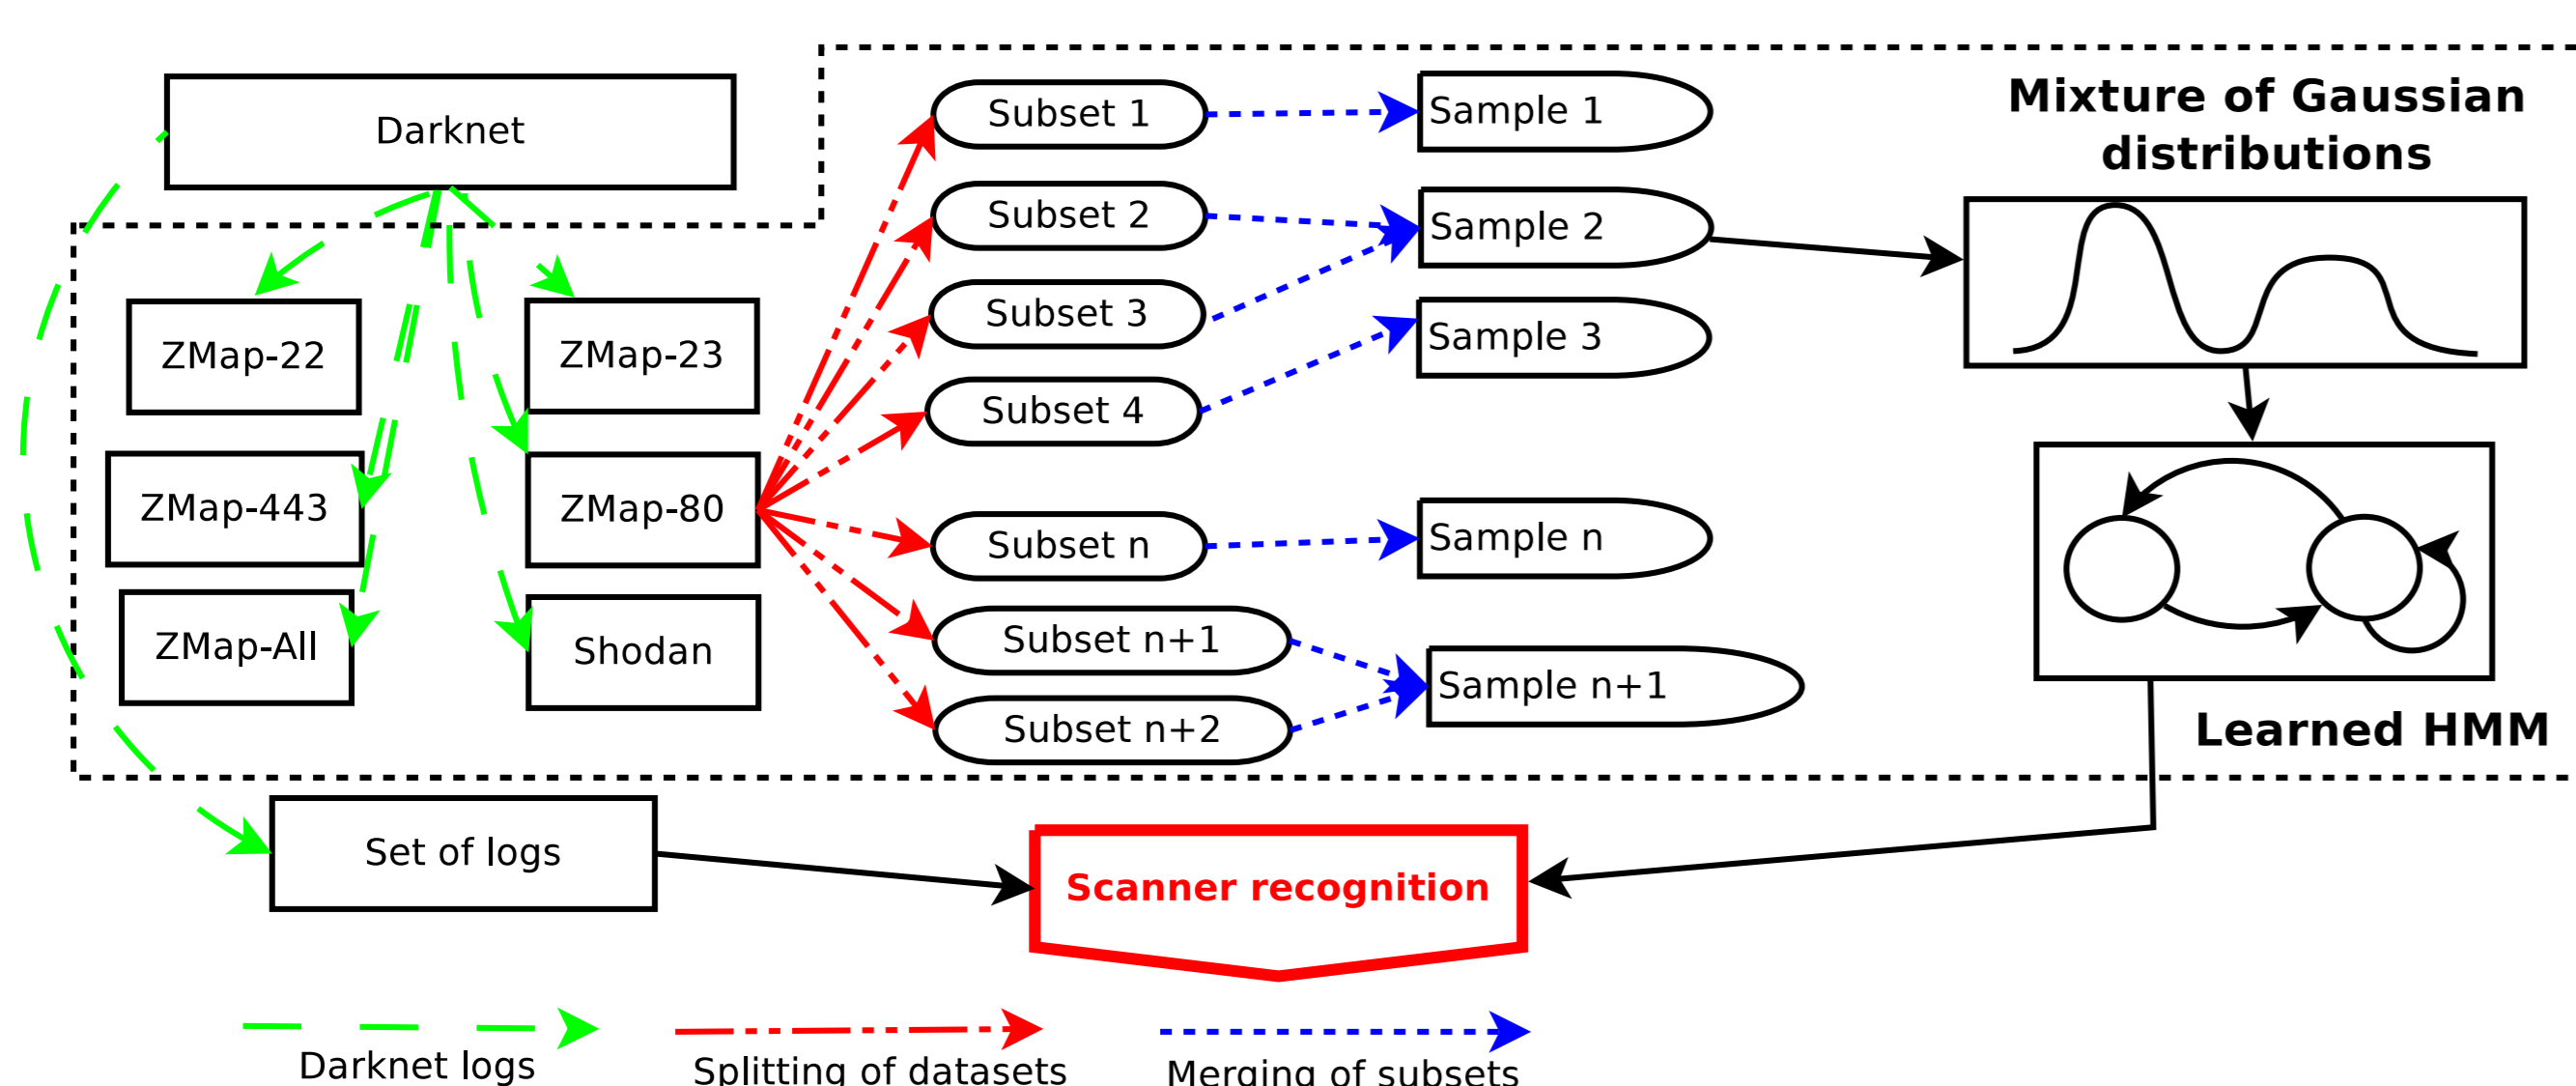 Darknet
ZMap-22
ZMap-23
ZMap-443
ZMap-80
ZMap-All
Shodan
Subset 1
Subset 2
Subset 3
Subset 4
Subset n
Subset n+1
Subset n+2
Sample 1
Sample 2
Sample 3
Sample n
Sample n+1
Mixture of Gaussian
distributions
Learned HMM
Set of logs
Scanner recognition
Darknet logs
Splitting of datasets
Merging of subsets